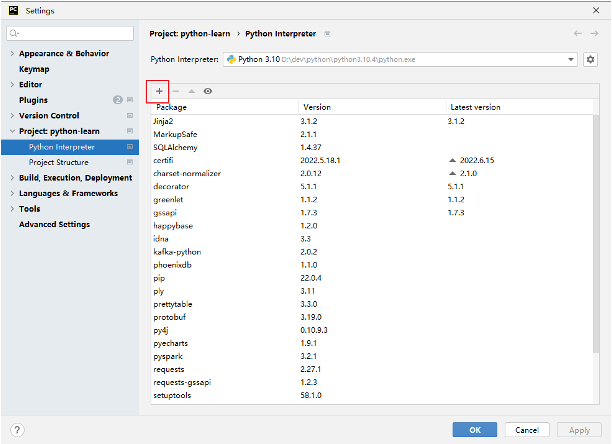 PC Settings
Project: python-learn › Python Interpreter
Appearance & Behavior
Keymap
Editor
Plugins 2
Version Control
Project: python-learn
Python Interpreter
Project Structure
Build, Execution, Deployment
Languages & Frameworks
Tools
Advanced Settings
Python Interpreter: Python 3.10 D:\dev\python\python3.10.4\python.exe
Package Version Latest version
Jinja2 3.1.2 3.1.2
MarkupSafe 2.1.1
SQLAlchemy 1.4.37
certifi 2022.5.18.1 2022.6.15
charset-normalizer 2.0.12 2.1.0
decorator 5.1.1 5.1.1
greenlet 1.1.2 1.1.2
gssapi 1.7.3 1.7.3
happybase 1.2.0
idna 3.3
kafka-python 2.0.2
phoenixdb 1.1.0
pip 22.0.4
ply 3.11
prettytable 3.3.0
protobuf 3.19.0
py4j 0.10.9.3
pyecharts 1.9.1
pyspark 3.2.1
requests 2.27.1
requests-gssapi 1.2.3
setuptools 58.1.0
? OK Cancel Apply